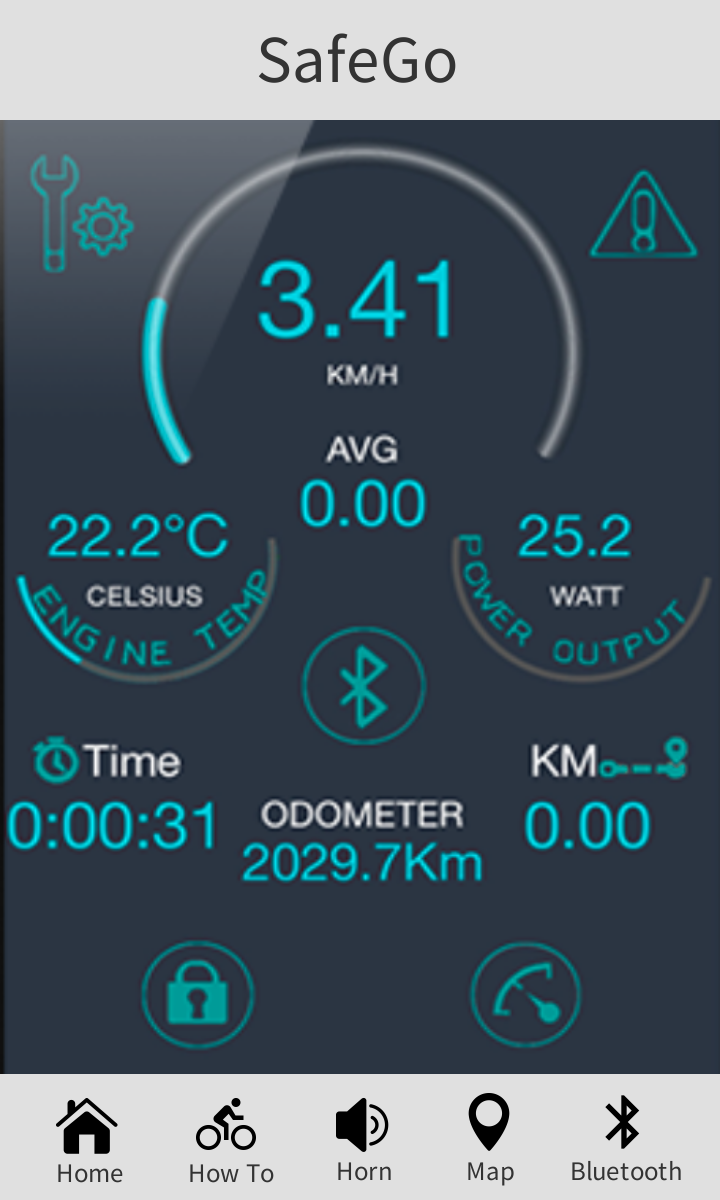 SafeGo
3.41
KM/H
AVG
0.00
22.2°C
CELSIUS
ENGINE TEMP
25.2
WATT
POWER OUTPUT
Time
0:00:31
ODOMETER
2029.7Km
KM
0.00
Home
How To
Horn
Map
Bluetooth